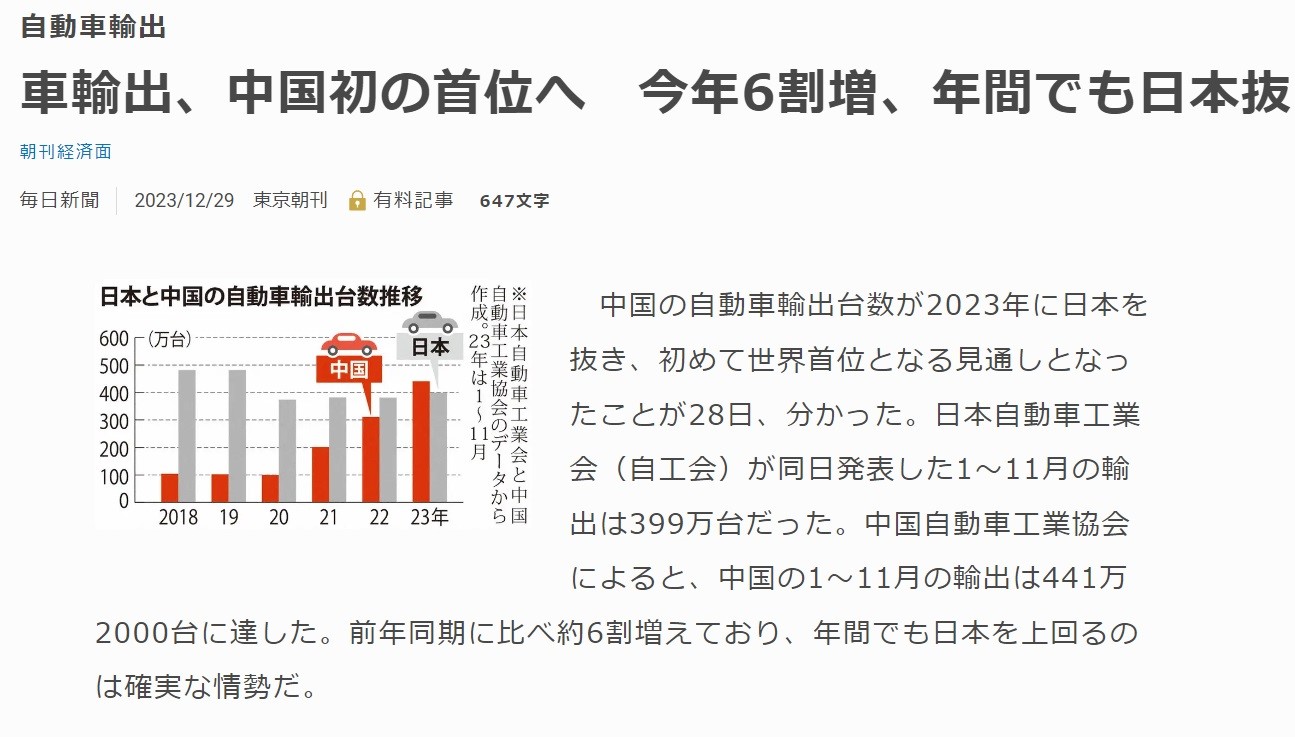 自動車輸出
車輸出、中国初の首位へ　今年6割増、年間でも日本抜
朝刊経済面
毎日新聞 2023/12/29 東京朝刊 有料記事 647文字
日本と中国の自動車輸出台数推移
600 (万台)
500
400
300
200
100
0
中国
日本
2018 19 20 21 22 23年
※日本自動車工業会と中国
自動車工業協会のデータから
作成。23年は1～11月
中国の自動車輸出台数が2023年に日本を
抜き、初めて世界首位となる見通しとなっ
たことが28日、分かった。日本自動車工業
会（自工会）が同日発表した1～11月の輸
出は399万台だった。中国自動車工業協会
によると、中国の1～11月の輸出は441万
2000台に達した。前年同期に比べ約6割増えており、年間でも日本を上回るの
は確実な情勢だ。